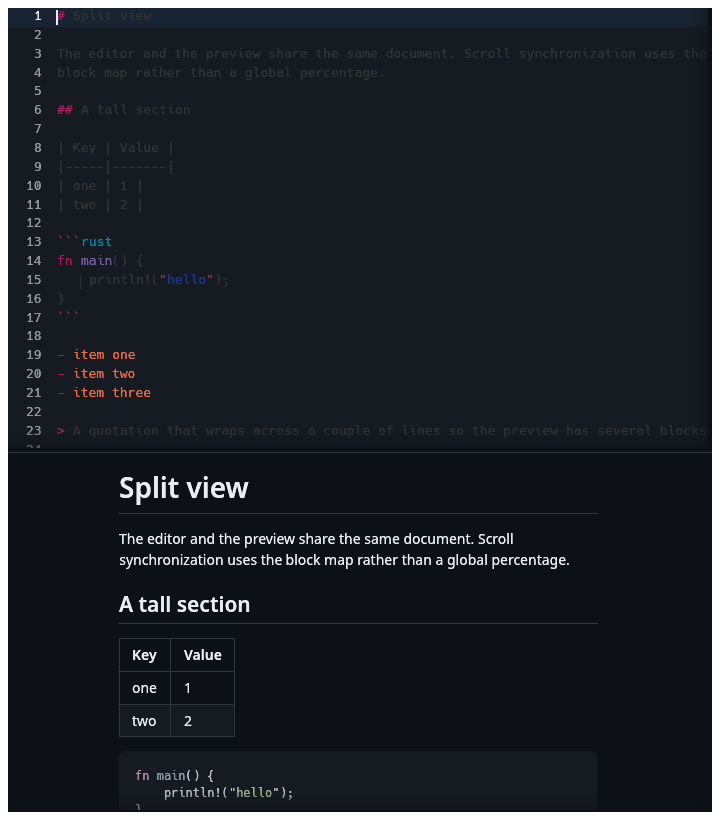 1 # Split view
2
3 The editor and the preview share the same document. Scroll synchronization uses the
4 block map rather than a global percentage.
5
6 ## A tall section
7
8 | Key | Value |
9 |-----|-------|
10 | one | 1 |
11 | two | 2 |
12
13 ```rust
14 fn main() {
15     println!("hello");
16 }
17 ```
18
19 - item one
20 - item two
21 - item three
22
23 > A quotation that wraps across a couple of lines so the preview has several blocks
Split view
The editor and the preview share the same document. Scroll
synchronization uses the block map rather than a global percentage.
A tall section
Key Value
one 1
two 2
fn main() {
    println!("hello");
}